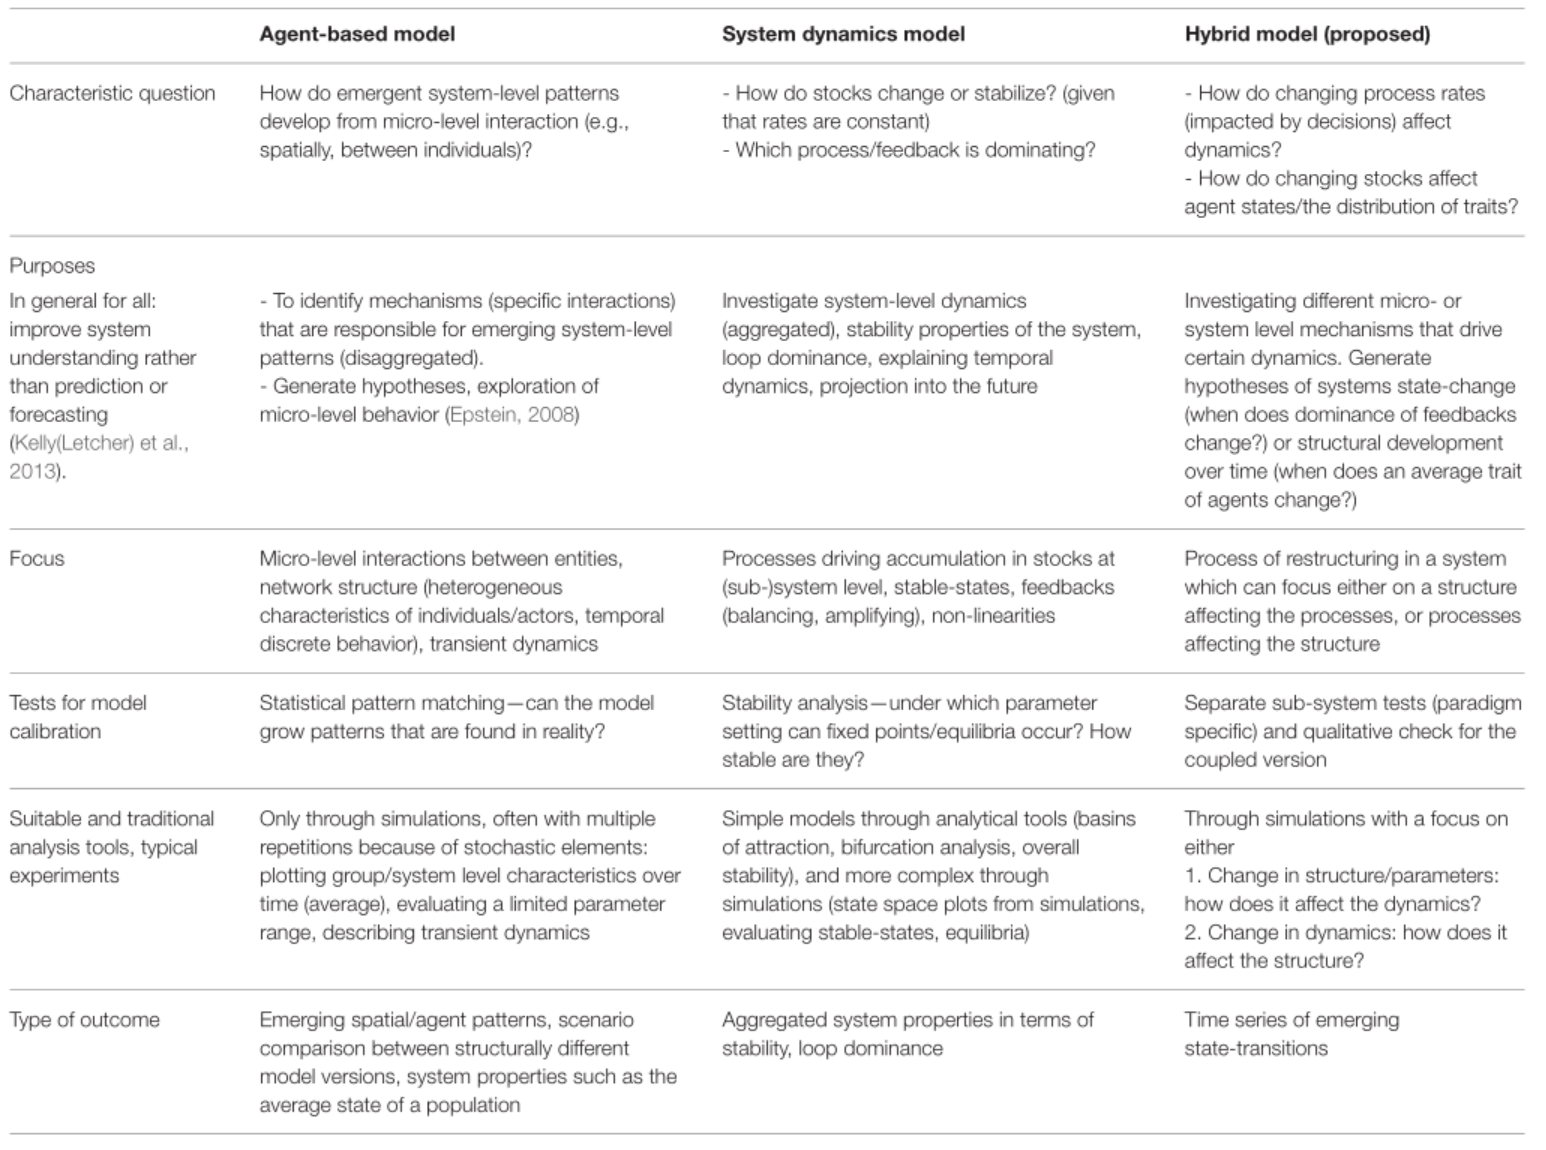 Agent-based model
System dynamics model
Hybrid model (proposed)
Characteristic question
How do emergent system-level patterns
develop from micro-level interaction (e.g.,
spatially, between individuals)?
- How do stocks change or stabilize? (given
that rates are constant)
- Which process/feedback is dominating?
- How do changing process rates
(impacted by decisions) affect
dynamics?
- How do changing stocks affect
agent states/the distribution of traits?
Purposes
In general for all:
improve system
understanding rather
than prediction or
forecasting
(Kelly(Letcher) et al.,
2013).
- To identify mechanisms (specific interactions)
that are responsible for emerging system-level
patterns (disaggregated).
- Generate hypotheses, exploration of
micro-level behavior (Epstein, 2008)
Investigate system-level dynamics
(aggregated), stability properties of the system,
loop dominance, explaining temporal
dynamics, projection into the future
Investigating different micro- or
system level mechanisms that drive
certain dynamics. Generate
hypotheses of systems state-change
(when does dominance of feedbacks
change?) or structural development
over time (when does an average trait
of agents change?)
Focus
Micro-level interactions between entities,
network structure (heterogeneous
characteristics of individuals/actors, temporal
discrete behavior), transient dynamics
Processes driving accumulation in stocks at
(sub-)system level, stable-states, feedbacks
(balancing, amplifying), non-linearities
Process of restructuring in a system
which can focus either on a structure
affecting the processes, or processes
affecting the structure
Tests for model
calibration
Statistical pattern matching—can the model
grow patterns that are found in reality?
Stability analysis—under which parameter
setting can fixed points/equilibria occur? How
stable are they?
Separate sub-system tests (paradigm
specific) and qualitative check for the
coupled version
Suitable and traditional
analysis tools, typical
experiments
Only through simulations, often with multiple
repetitions because of stochastic elements:
plotting group/system level characteristics over
time (average), evaluating a limited parameter
range, describing transient dynamics
Simple models through analytical tools (basins
of attraction, bifurcation analysis, overall
stability), and more complex through
simulations (state space plots from simulations,
evaluating stable-states, equilibria)
Through simulations with a focus on
either
1. Change in structure/parameters:
how does it affect the dynamics?
2. Change in dynamics: how does it
affect the structure?
Type of outcome
Emerging spatial/agent patterns, scenario
comparison between structurally different
model versions, system properties such as the
average state of a population
Aggregated system properties in terms of
stability, loop dominance
Time series of emerging
state-transitions